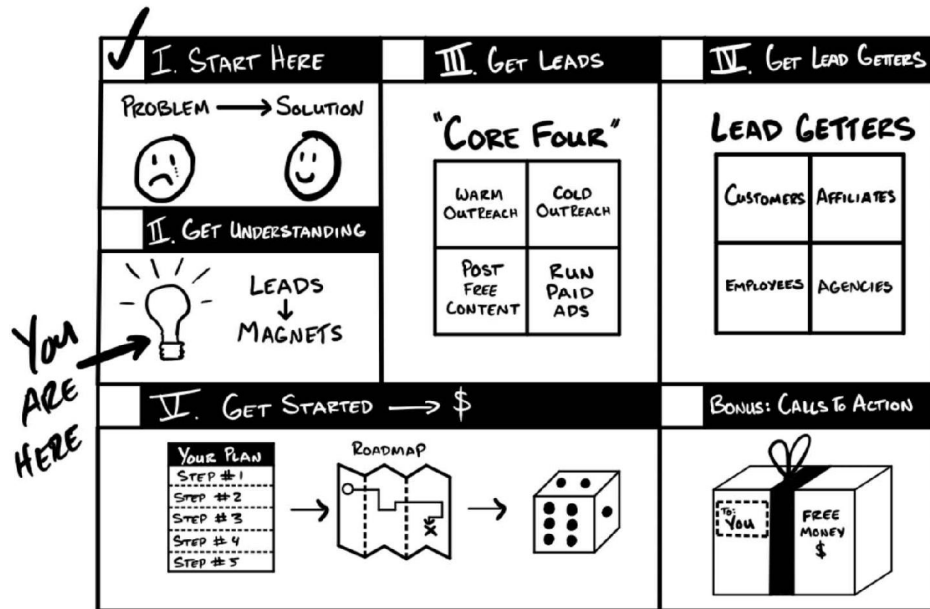 I. START HERE
PROBLEM → SOLUTION
II. GET UNDERSTANDING
LEADS
↓
MAGNETS
YOU
ARE
HERE
III. GET LEADS
"CORE FOUR"
WARM
OUTREACH
COLD
OUTREACH
POST
FREE
CONTENT
RUN
PAID
ADS
IV. GET LEAD GETTERS
LEAD GETTERS
CUSTOMERS
AFFILIATES
EMPLOYEES
AGENCIES
V. GET STARTED → $
YOUR PLAN
STEP #1
STEP #2
STEP #3
STEP #4
STEP #5
ROADMAP
X
BONUS: CALLS TO ACTION
TO:
YOU
FREE
MONEY
$